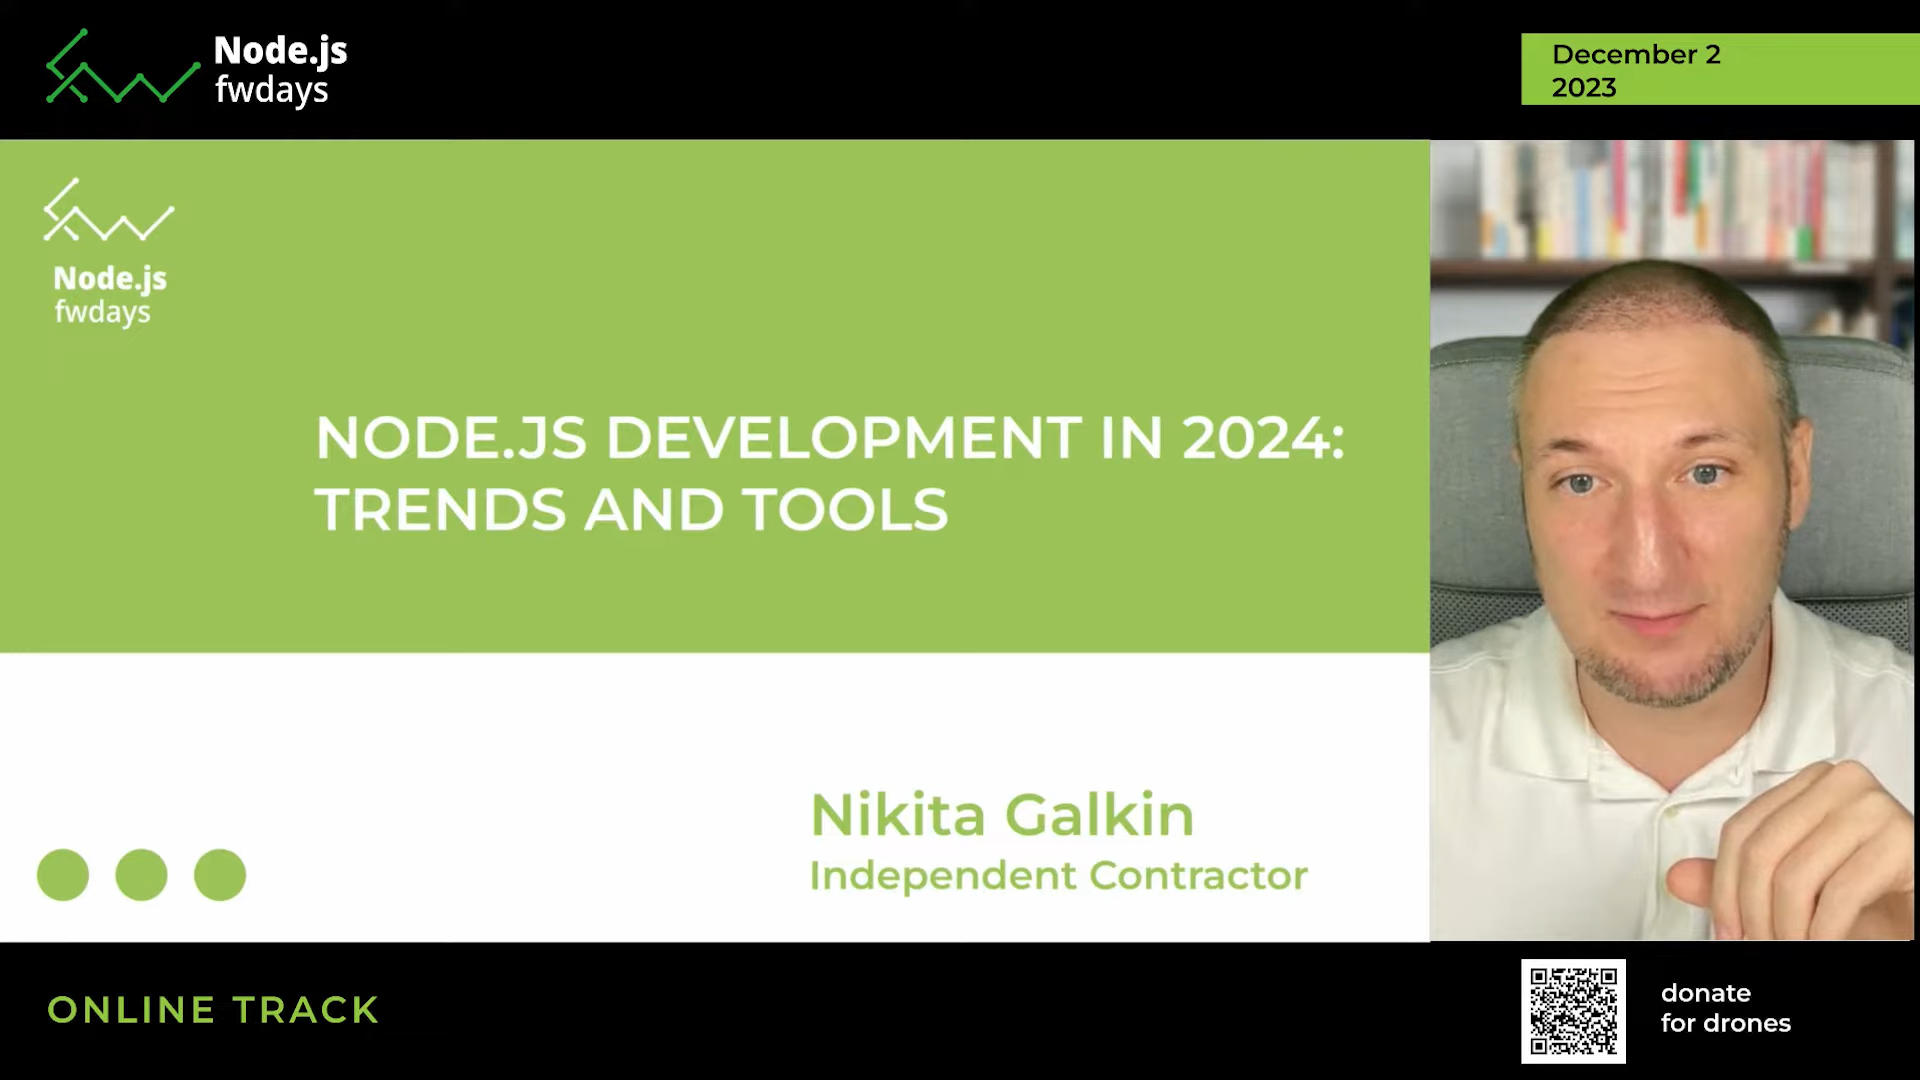 Node.js
fwdays
December 2
2023
Node.js
fwdays
NODE.JS DEVELOPMENT IN 2024:
TRENDS AND TOOLS
Nikita Galkin
Independent Contractor
ONLINE TRACK
donate
for drones